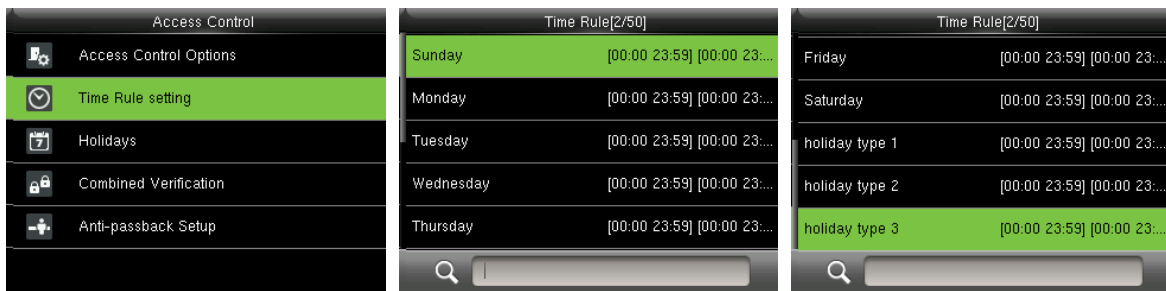 Access Control
Access Control Options
Time Rule setting
7
Holidays
Combined Verification
Anti-passback Setup
Time Rule[2/50]
Sunday [00:00 23:59] [00:00 23:...
Monday [00:00 23:59] [00:00 23:...
Tuesday [00:00 23:59] [00:00 23:...
Wednesday [00:00 23:59] [00:00 23:...
Thursday [00:00 23:59] [00:00 23:...
Time Rule[2/50]
Friday [00:00 23:59] [00:00 23:...
Saturday [00:00 23:59] [00:00 23:...
holiday type 1 [00:00 23:59] [00:00 23:...
holiday type 2 [00:00 23:59] [00:00 23:...
holiday type 3 [00:00 23:59] [00:00 23:...